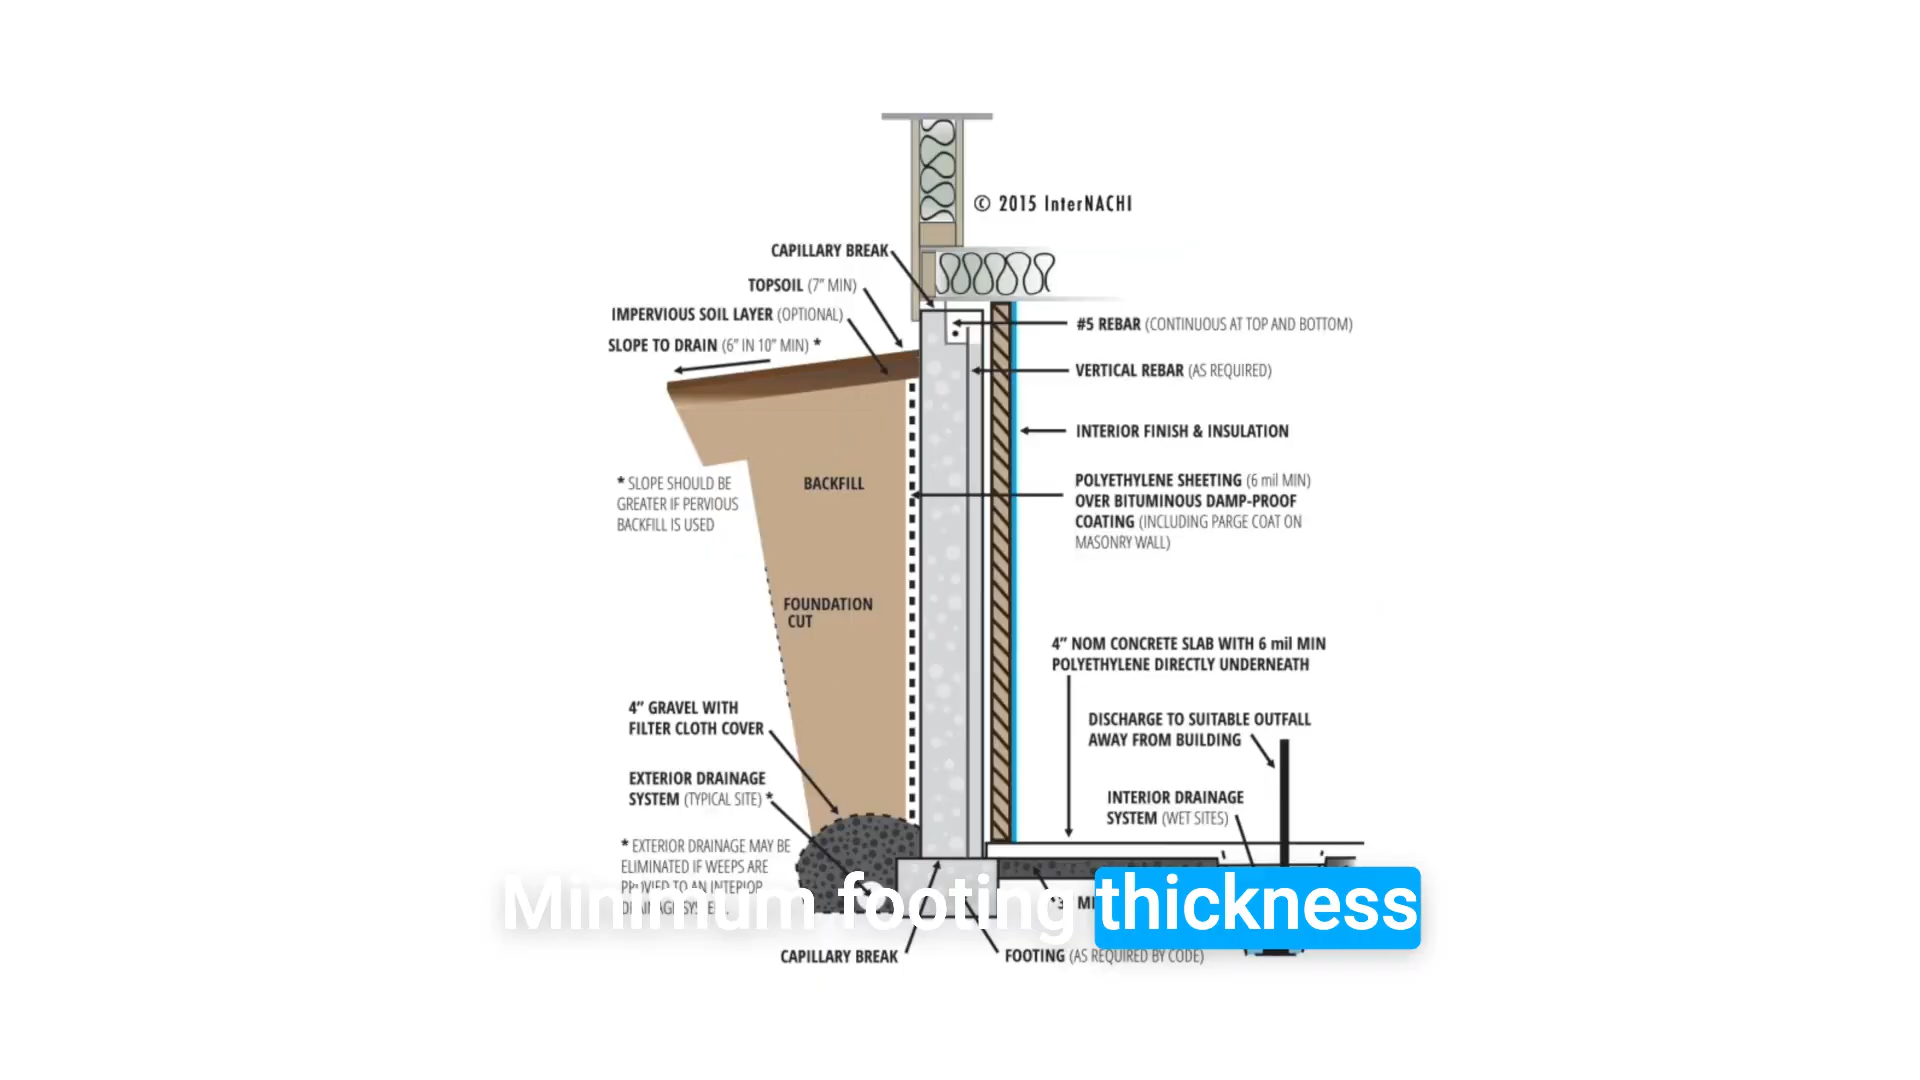 © 2015 InterNACHI
CAPILLARY BREAK
TOPSOIL (7” MIN)
IMPERVIOUS SOIL LAYER (OPTIONAL)
SLOPE TO DRAIN (6” IN 10” MIN) *
#5 REBAR (CONTINUOUS AT TOP AND BOTTOM)
VERTICAL REBAR (AS REQUIRED)
INTERIOR FINISH & INSULATION
BACKFILL
* SLOPE SHOULD BE
GREATER IF PERVIOUS
BACKFILL IS USED
POLYETHYLENE SHEETING (6 mil MIN)
OVER BITUMINOUS DAMP-PROOF
COATING (INCLUDING PARGE COAT ON
MASONRY WALL)
FOUNDATION
CUT
4” NOM CONCRETE SLAB WITH 6 mil MIN
POLYETHYLENE DIRECTLY UNDERNEATH
4” GRAVEL WITH
FILTER CLOTH COVER
DISCHARGE TO SUITABLE OUTFALL
AWAY FROM BUILDING
EXTERIOR DRAINAGE
SYSTEM (TYPICAL SITE) *
INTERIOR DRAINAGE
SYSTEM (WET SITES)
* EXTERIOR DRAINAGE MAY BE
ELIMINATED IF WEEPS ARE
TO AN INTERIOR
Minimum footing thickness
CAPILLARY BREAK
FOOTING (AS REQUIRED BY CODE)